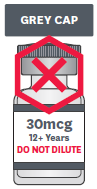 GREY CAP
30mcg
12+ Years
DO NOT DILUTE